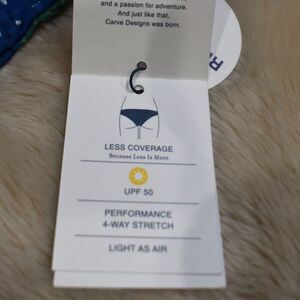 and a passion for adventure.
And just like that,
Carve Designs was born.
LESS COVERAGE
Because Less Is More
UPF 50
PERFORMANCE
4-WAY STRETCH
LIGHT AS AIR